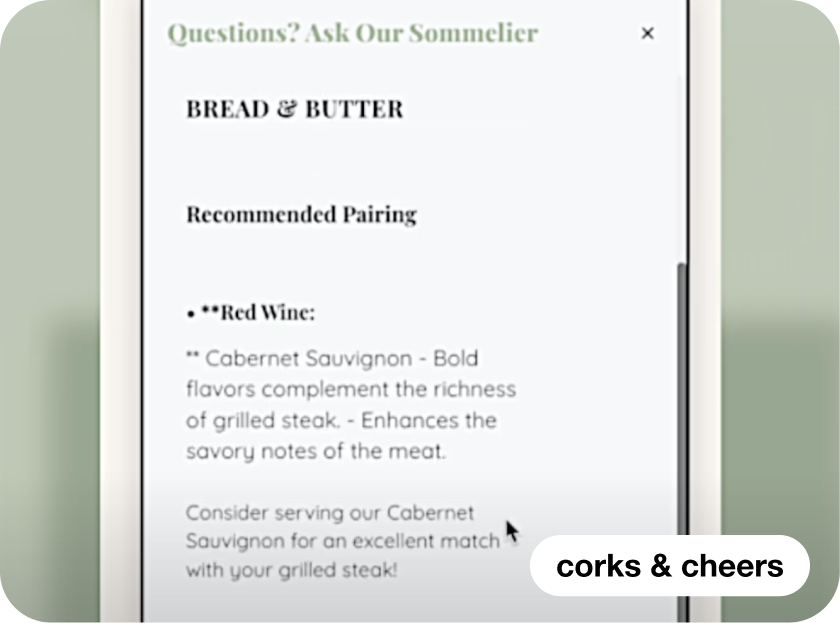 Questions? Ask Our Sommelier ×
BREAD & BUTTER
Recommended Pairing
• **Red Wine:
** Cabernet Sauvignon - Bold
flavors complement the richness
of grilled steak. - Enhances the
savory notes of the meat.
Consider serving our Cabernet
Sauvignon for an excellent match
with your grilled steak!
corks & cheers